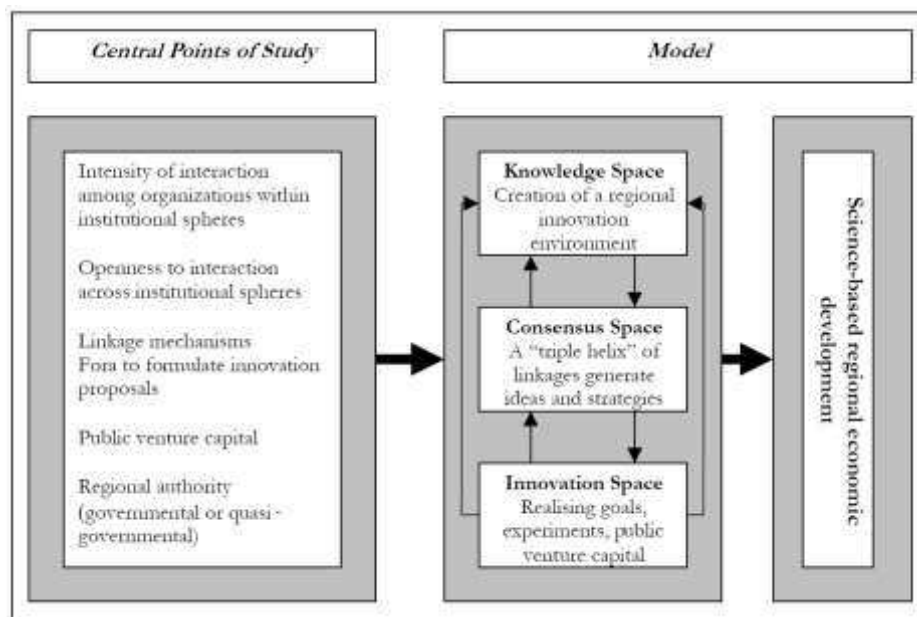 Central Points of Study
Model
Intensity of interaction
among organizations within
institutional spheres
Openness to interaction
across institutional spheres
Linkage mechanisms
Fora to formulate innovation
proposals
Public venture capital
Regional authority
(governmental or quasi -
governmental)
Knowledge Space
Creation of a regional
innovation
environment
Consensus Space
A “triple helix” of
linkages generate
ideas and strategies
Innovation Space
Realising goals,
experiments, public
venture capital
Science-based regional economic
development